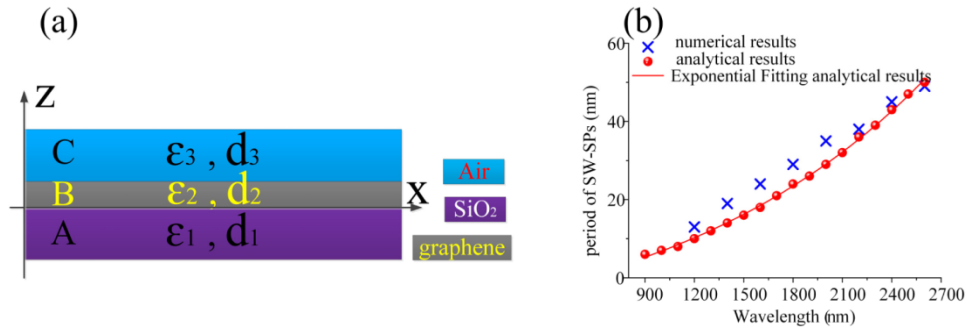 (a)
Z
C ε₃ , d₃
B ε₂ , d₂
X
A ε₁ , d₁
Air
SiO₂
graphene
(b)
numerical results
analytical results
Exponential Fitting analytical results
period of SW-SPs (nm)
60
40
20
0
900 1200 1500 1800 2100 2400 2700
Wavelength (nm)